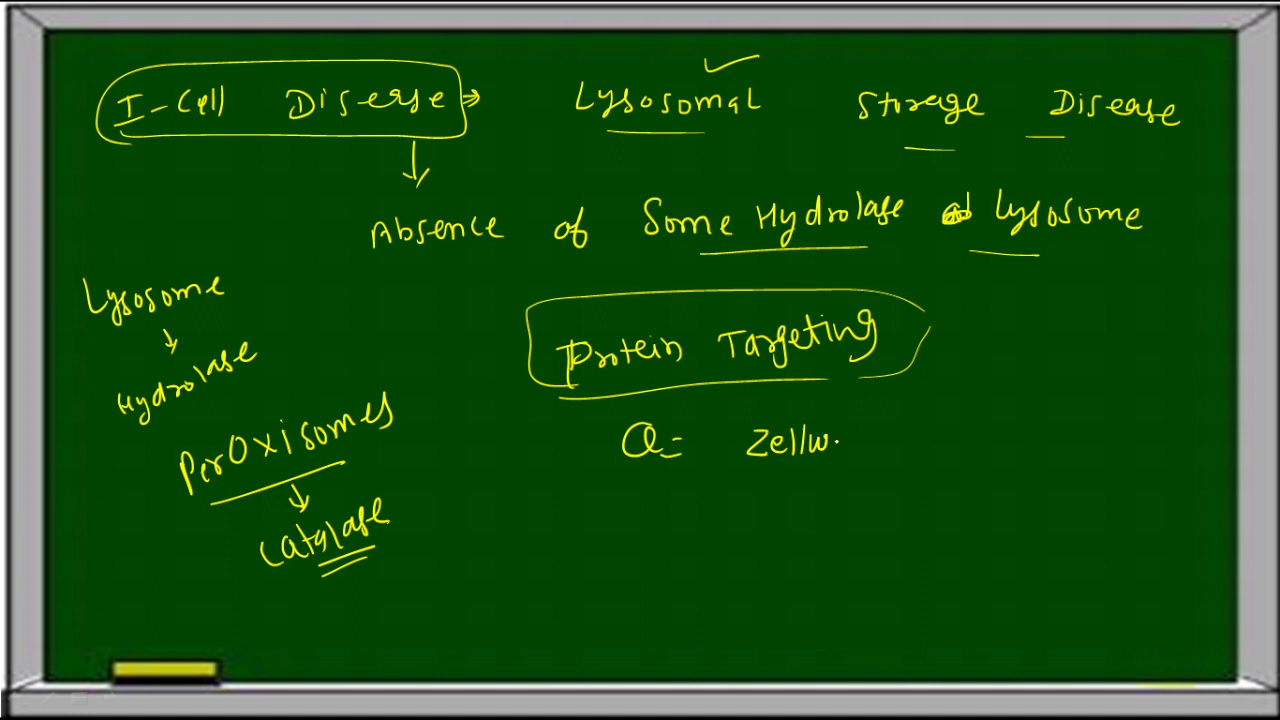 I-Cell Disease ⇒ Lysosomal Storage Disease
Absence of Some Hydrolase Lysosome
Lysosome
↓
Hydrolase
Protein Targeting
Peroxisomes
↓
Catalase
Q= Zellw.